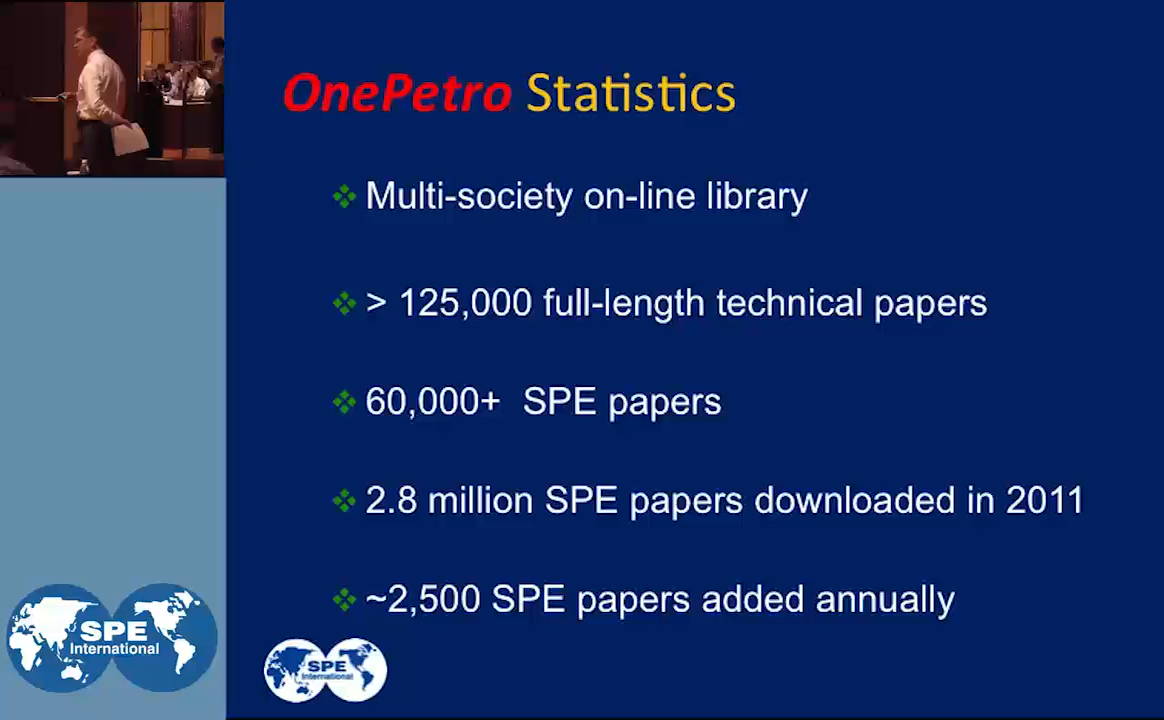 OnePetro Statistics
Multi-society on-line library
> 125,000 full-length technical papers
60,000+ SPE papers
2.8 million SPE papers downloaded in 2011
~2,500 SPE papers added annually
SPE
International
SPE
International